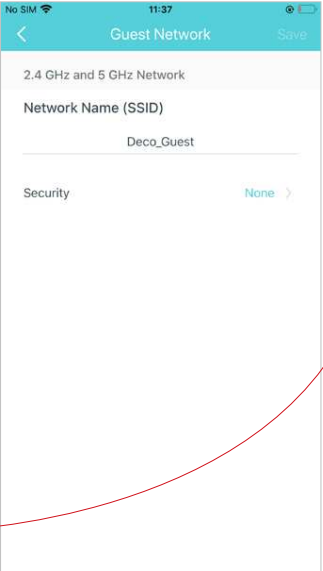 No SIM 11:37
Guest Network Save
2.4 GHz and 5 GHz Network
Network Name (SSID)
Deco_Guest
Security None